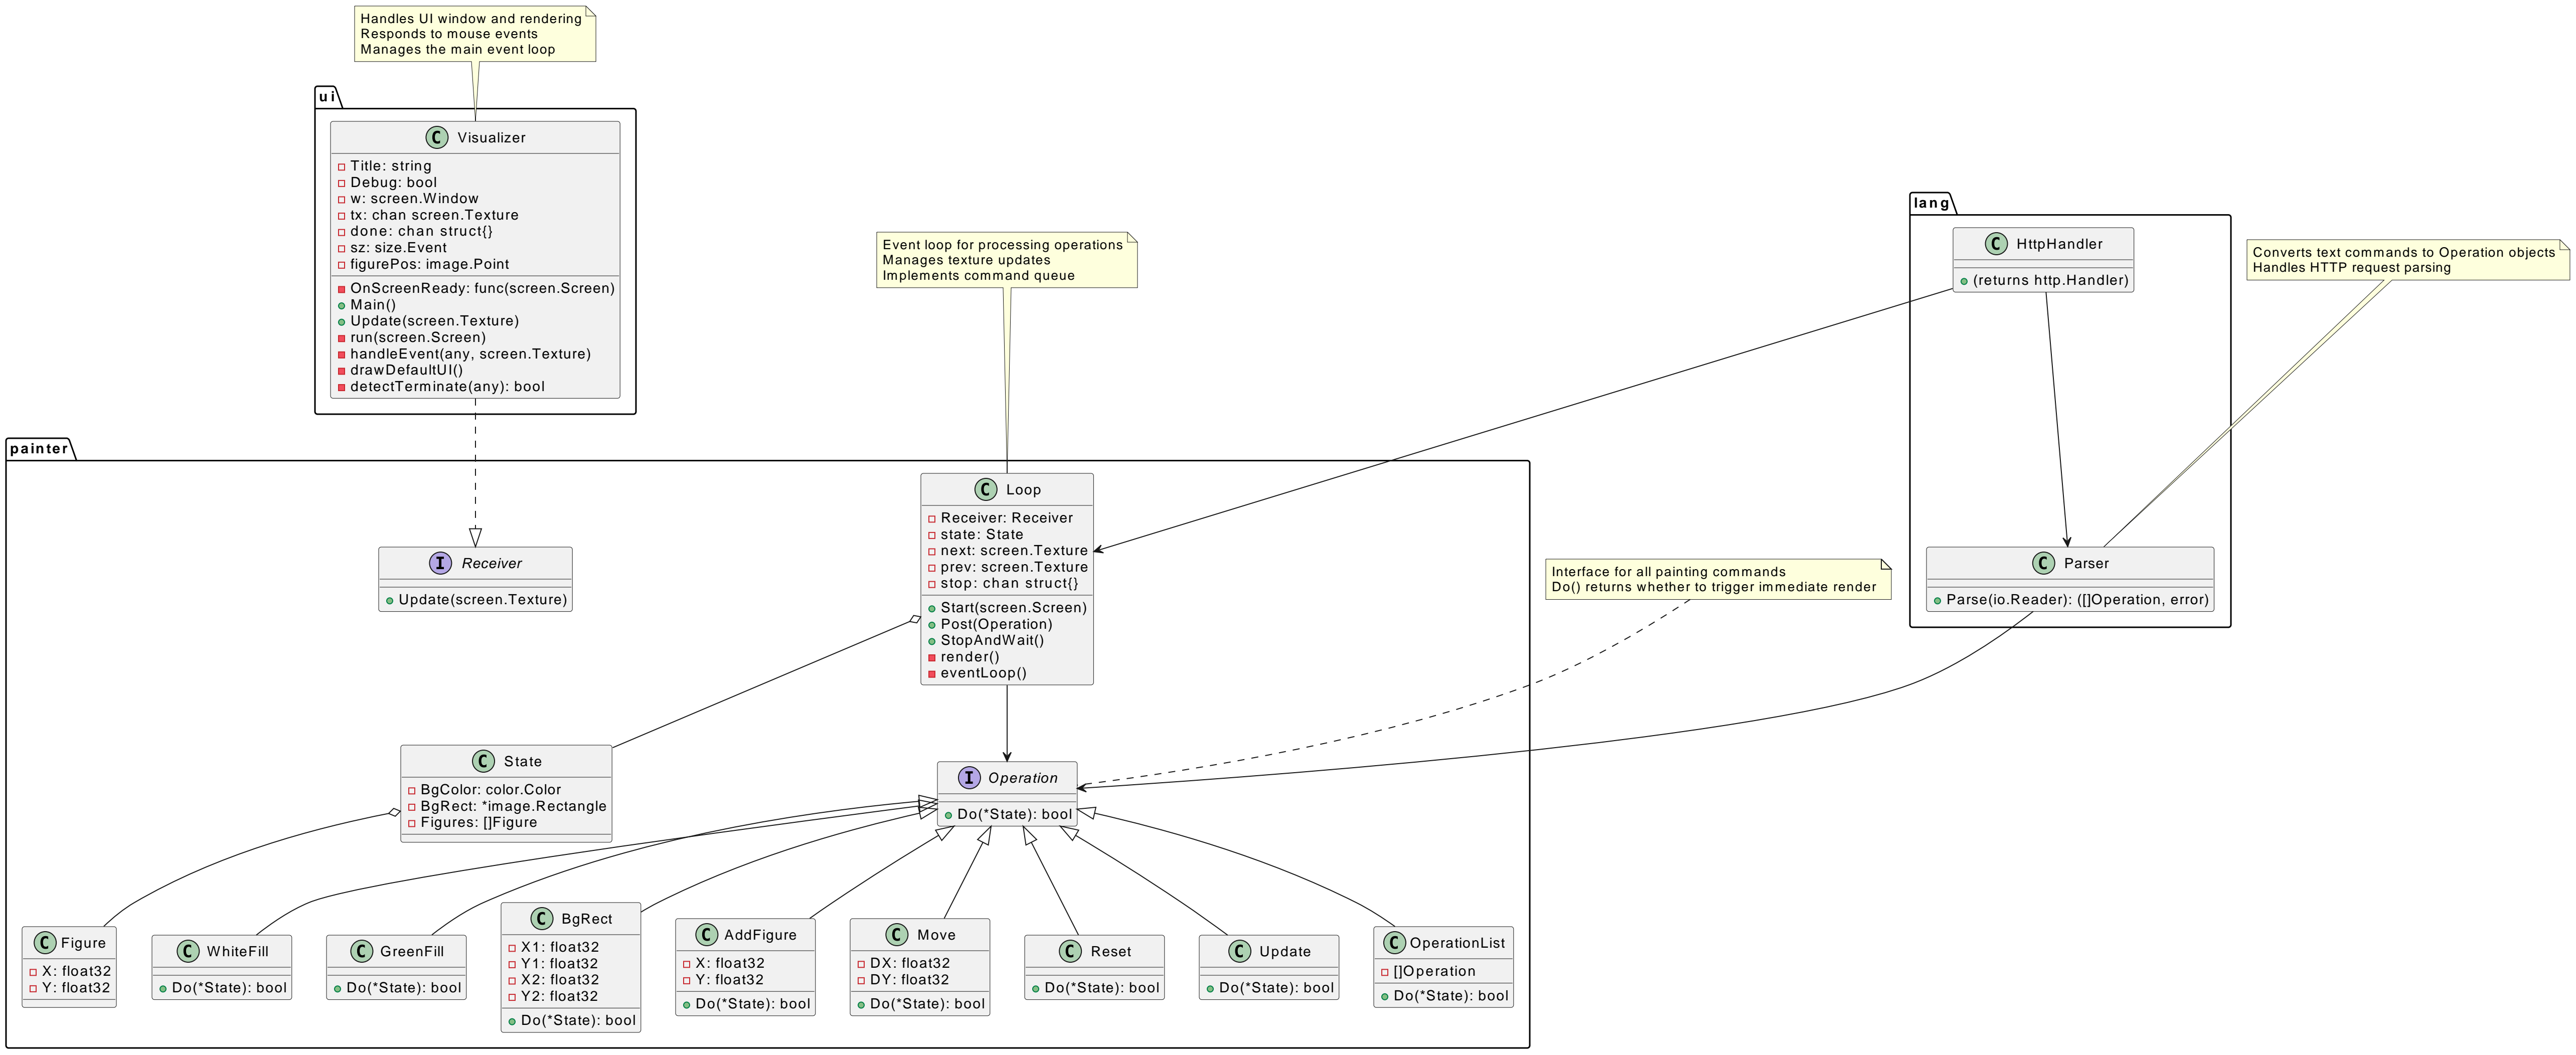 Handles UI window and rendering
Responds to mouse events
Manages the main event loop
ui
Visualizer
Title: string
Debug: bool
w: screen.Window
tx: chan screen.Texture
done: chan struct{}
sz: size.Event
figurePos: image.Point
OnScreenReady: func(screen.Screen)
Main()
Update(screen.Texture)
run(screen.Screen)
handleEvent(any, screen.Texture)
drawDefaultUI()
detectTerminate(any): bool
lang
HttpHandler
(returns http.Handler)
Event loop for processing operations
Manages texture updates
Implements command queue
Converts text commands to Operation objects
Handles HTTP request parsing
painter
Loop
Receiver: Receiver
state: State
next: screen.Texture
prev: screen.Texture
stop: chan struct{}
Start(screen.Screen)
Post(Operation)
StopAndWait()
render()
eventLoop()
Receiver
Update(screen.Texture)
Interface for all painting commands
Do() returns whether to trigger immediate render
Parser
Parse(io.Reader): ([]Operation, error)
State
BgColor: color.Color
BgRect: *image.Rectangle
Figures: []Figure
Operation
Do(*State): bool
Figure
X: float32
Y: float32
WhiteFill
Do(*State): bool
GreenFill
Do(*State): bool
BgRect
X1: float32
Y1: float32
X2: float32
Y2: float32
Do(*State): bool
AddFigure
X: float32
Y: float32
Do(*State): bool
Move
DX: float32
DY: float32
Do(*State): bool
Reset
Do(*State): bool
Update
Do(*State): bool
OperationList
[]Operation
Do(*State): bool